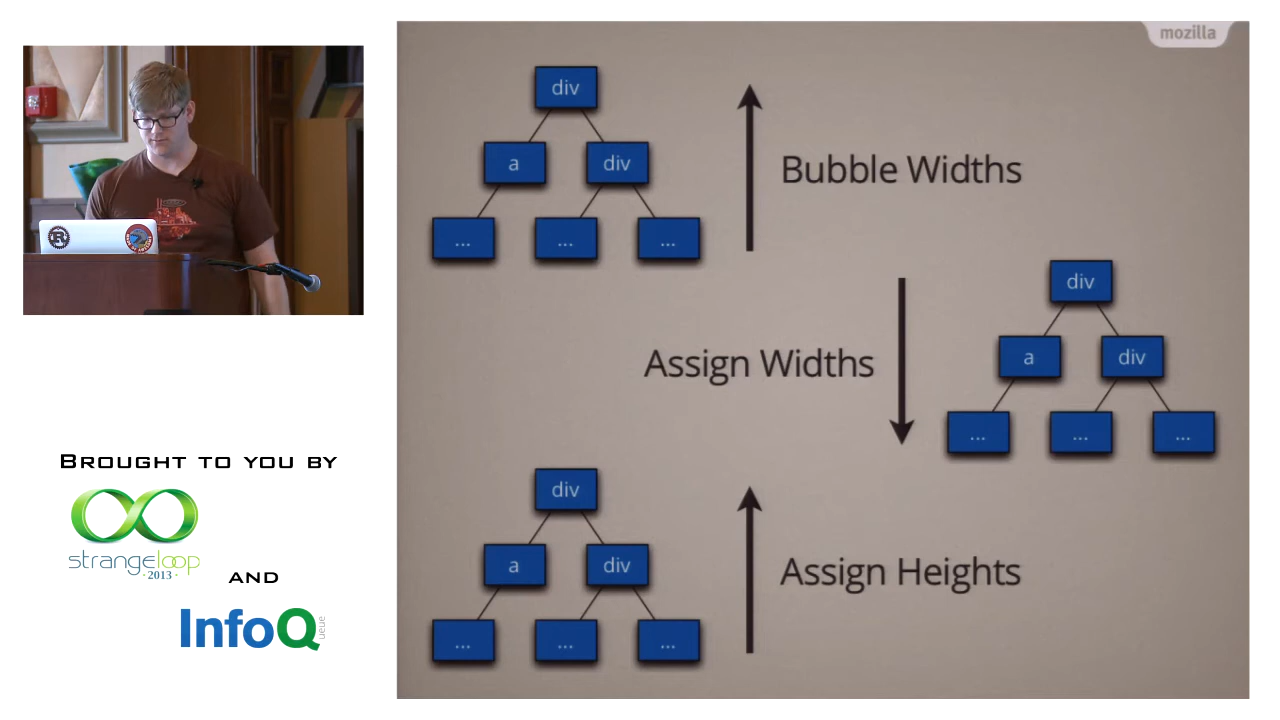 mozilla
div
a
div
...
...
...
Bubble Widths
Assign Widths
div
a
div
...
...
...
div
a
div
...
...
...
Assign Heights
R
BROUGHT TO YOU BY
strangeloop
·2013·
AND
InfoQ
ueue